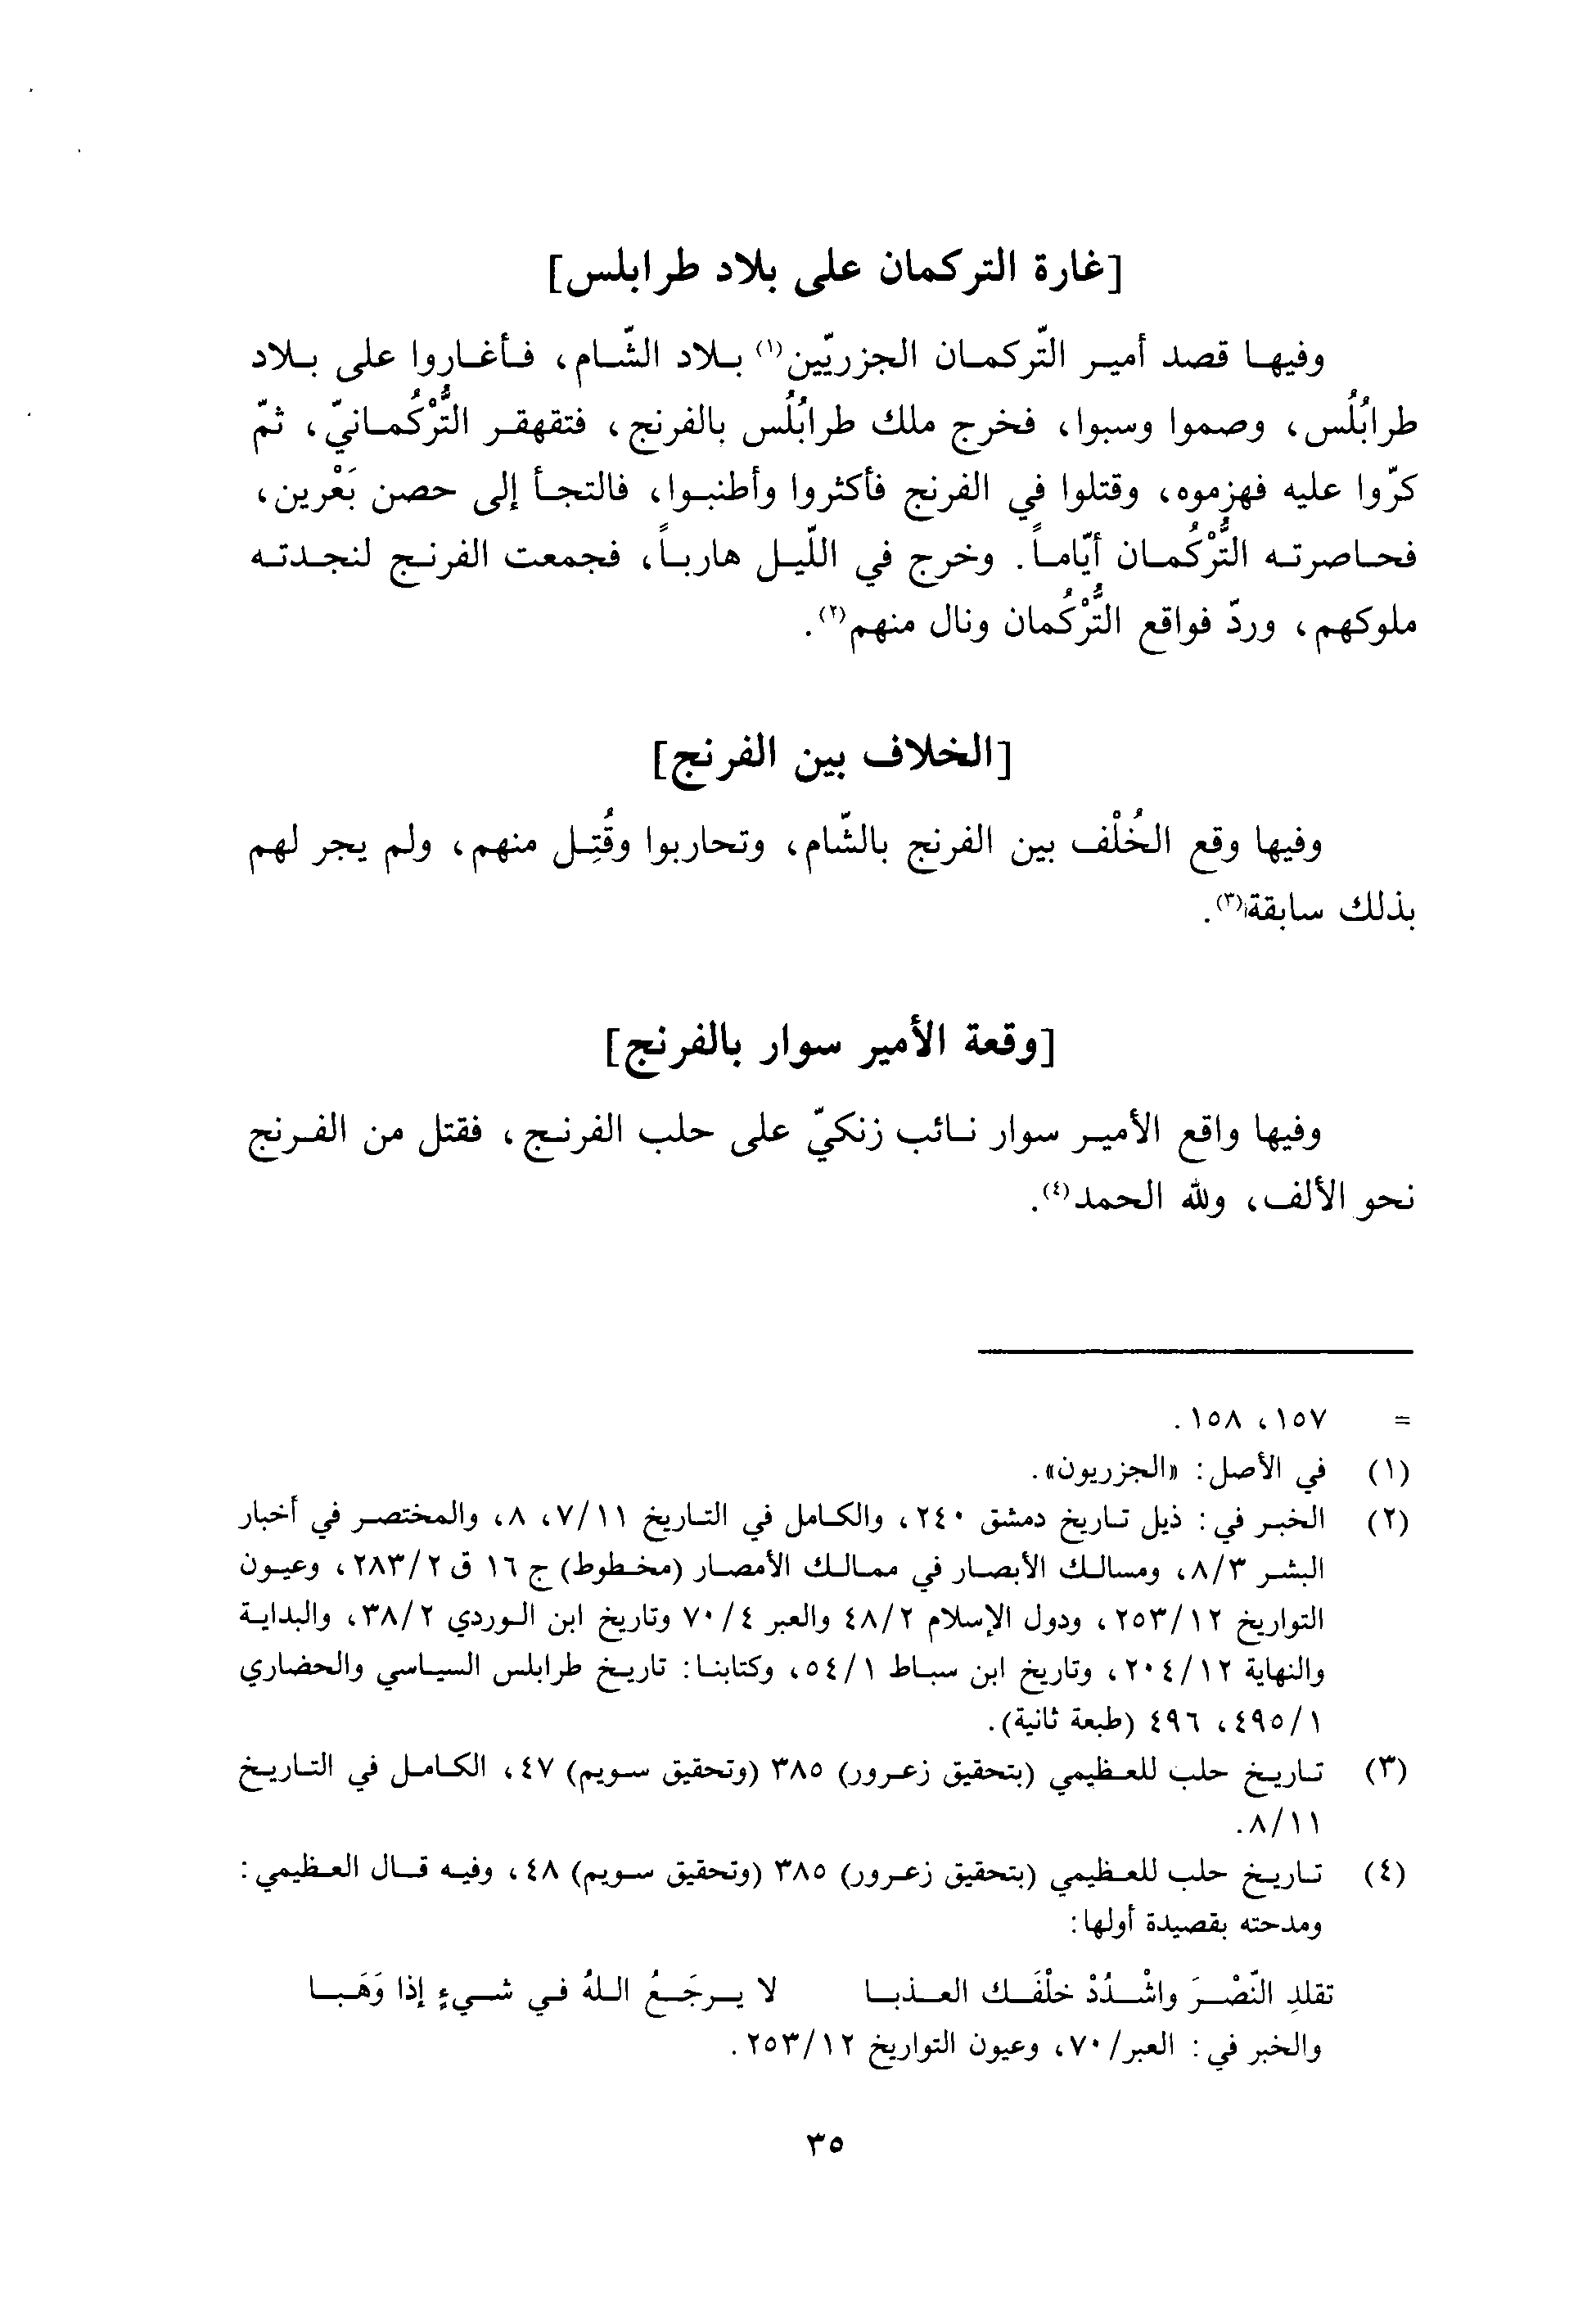 [غارة التركمان على بلاد طرابلس]
وفيها قصد أمير التّركمان الجزريّين(١) بلاد الشّام، فأغاروا على بلاد
طرابُلُس، وصموا وسبوا، فخرج ملك طرابُلُس بالفرنج، فتقهقر التُّرْكُمانيّ، ثمّ
كرّوا عليه فهزموه، وقتلوا في الفرنج فأكثروا وأطنبوا، فالتجأ إلى حصن بَعْرين،
فحاصرته التُّرْكُمان أيّاماً. وخرج في اللّيل هارباً، فجمعت الفرنج لنجدته
ملوكهم، وردّ فواقع التُّرْكُمان ونال منهم(٢).
[الخلاف بين الفرنج]
وفيها وقع الخُلْف بين الفرنج بالشّام، وتحاربوا وقُتِل منهم، ولم يجر لهم
بذلك سابقة(٣).
[وقعة الأمير سوار بالفرنج]
وفيها واقع الأمير سوار نائب زنكيّ على حلب الفرنج، فقتل من الفرنج
نحو الألف، ولله الحمد(٤).
= ١٥٧، ١٥٨.
(١) في الأصل: «الجزريون».
(٢) الخبر في: ذيل تاريخ دمشق ٢٤٠، والكامل في التاريخ ٧/١١، ٨، والمختصر في أخبار
البشر ٨/٣، ومسالك الأبصار في ممالك الأمصار (مخطوط) ج ١٦ ق ٢٨٣/٢، وعيون
التواريخ ٢٥٣/١٢، ودول الإسلام ٤٨/٢ والعبر ٧٠/٤ وتاريخ ابن الوردي ٣٨/٢، والبداية
والنهاية ٢٠٤/١٢، وتاريخ ابن سباط ٥٤/١، وكتابنا: تاريخ طرابلس السياسي والحضاري
٤٩٥/١، ٤٩٦ (طبعة ثانية).
(٣) تاريخ حلب للعظيمي (بتحقيق زعرور) ٣٨٥ (وتحقيق سويم) ٤٧، الكامل في التاريخ
٨/١١.
(٤) تاريخ حلب للعظيمي (بتحقيق زعرور) ٣٨٥ (وتحقيق سويم) ٤٨، وفيه قال العظيمي:
ومدحته بقصيدة أولها:
تقلدِ النّصْرَ واشْدُدْ خلْفَك العذبا لا يرجَعُ اللهُ في شيءٍ إذا وَهَبا
والخبر في: العبر/٧٠، وعيون التواريخ ٢٥٣/١٢.
٣٥